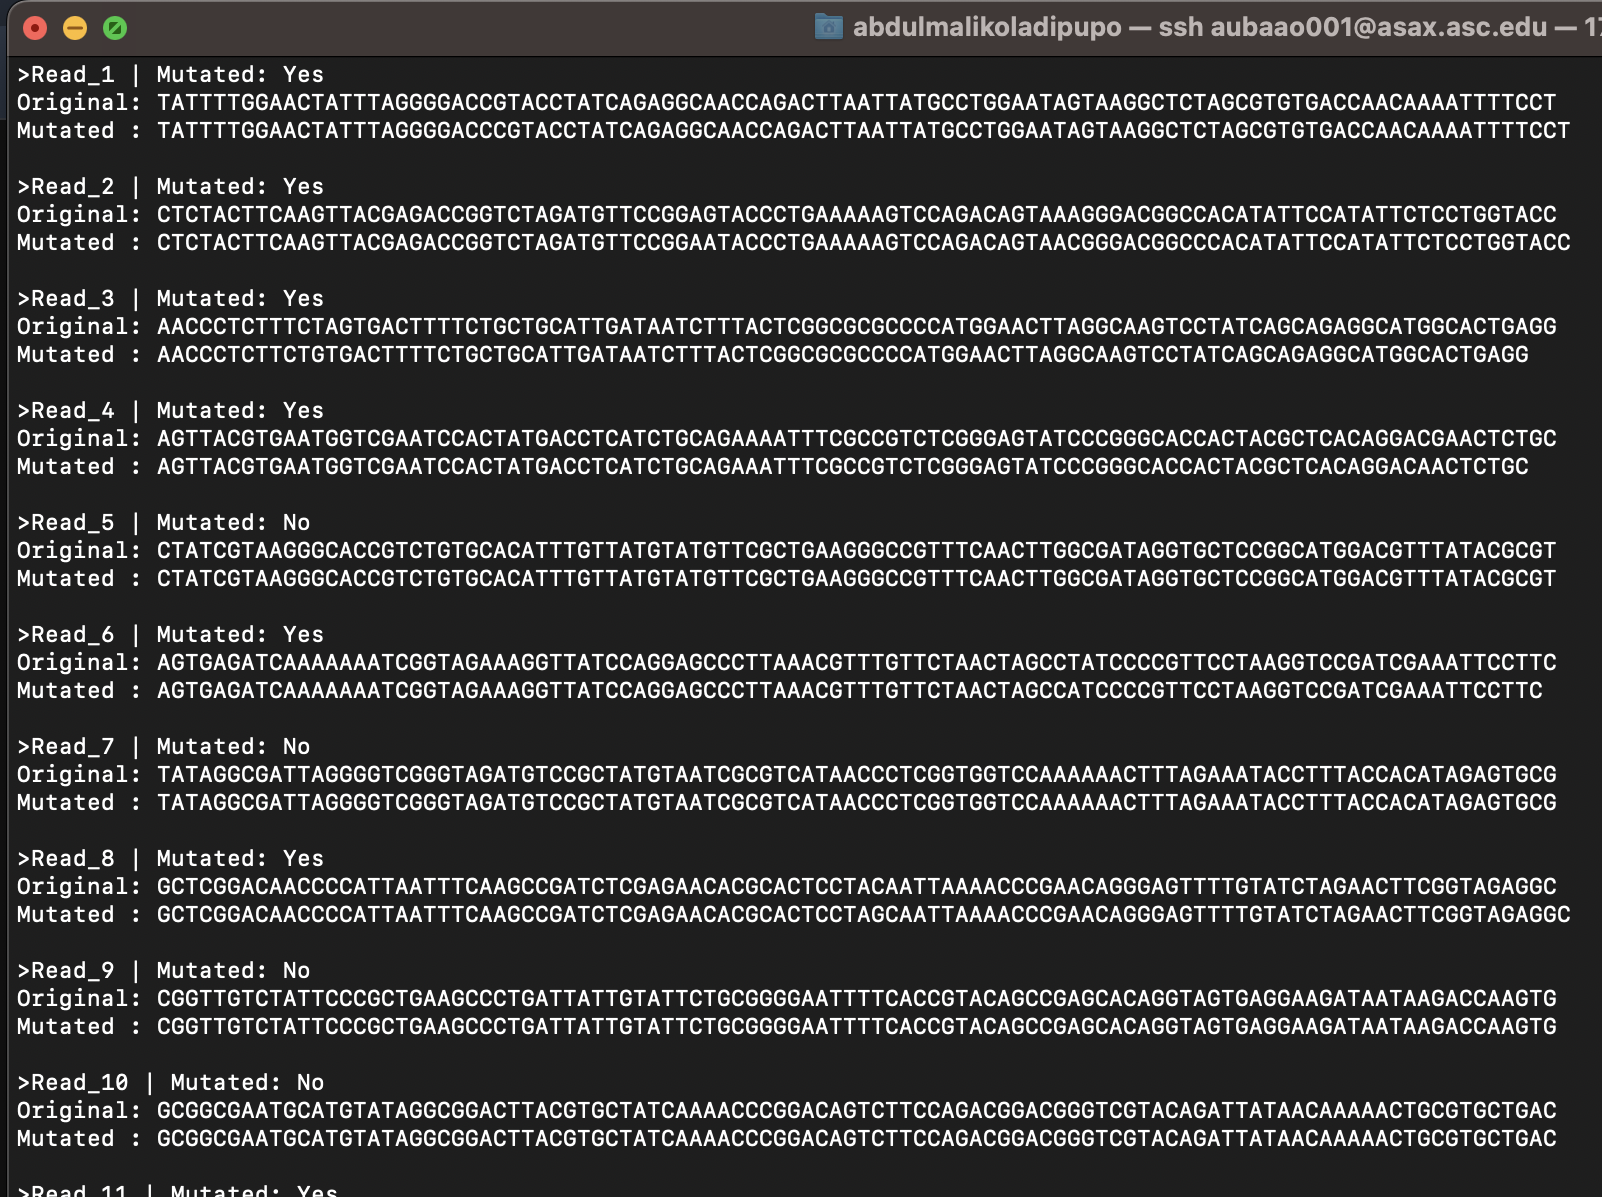 abdulmalikoladipupo — ssh aubaao001@asax.asc.edu — 17
>Read_1 | Mutated: Yes
Original: TATTTTGGAACTATTTAGGGGACCGTACCTATCAGAGGCAACCAGACTTAATTATGCCTGGAATAGTAAGGCTCTAGCGTGTGACCAACAAAATTTTCCT
Mutated : TATTTTGGAACTATTTAGGGGACCCGTACCTATCAGAGGCAACCAGACTTAATTATGCCTGGAATAGTAAGGCTCTAGCGTGTGACCAACAAAATTTTCCT
>Read_2 | Mutated: Yes
Original: CTCTACTTCAAGTTACGAGACCGGTCTAGATGTTCCGGAGTACCCTGAAAAAGTCCAGACAGTAAAGGGACGGCCACATATTCCATATTCTCCTGGTACC
Mutated : CTCTACTTCAAGTTACGAGACCGGTCTAGATGTTCCGGAATACCCTGAAAAAGTCCAGACAGTAACGGGACGGCCCACATATTCCATATTCTCCTGGTACC
>Read_3 | Mutated: Yes
Original: AACCCTCTTTCTAGTGACTTTTCTGCTGCATTGATAATCTTTACTCGGCGCGCCCCATGGAACTTAGGCAAGTCCTATCAGCAGAGGCATGGCACTGAGG
Mutated : AACCCTCTTCTGTGACTTTTCTGCTGCATTGATAATCTTTACTCGGCGCGCCCCATGGAACTTAGGCAAGTCCTATCAGCAGAGGCATGGCACTGAGG
>Read_4 | Mutated: Yes
Original: AGTTACGTGAATGGTCGAATCCACTATGACCTCATCTGCAGAAAATTTCGCCGTCTCGGGAGTATCCCGGGCACCACTACGCTCACAGGACGAACTCTGC
Mutated : AGTTACGTGAATGGTCGAATCCACTATGACCTCATCTGCAGAAATTTCGCCGTCTCGGGAGTATCCCGGGCACCACTACGCTCACAGGACAACTCTGC
>Read_5 | Mutated: No
Original: CTATCGTAAGGGCACCGTCTGTGCACATTTGTTATGTATGTTCGCTGAAGGGCCGTTTCAACTTGGCGATAGGTGCTCCGGCATGGACGTTTATACGCGT
Mutated : CTATCGTAAGGGCACCGTCTGTGCACATTTGTTATGTATGTTCGCTGAAGGGCCGTTTCAACTTGGCGATAGGTGCTCCGGCATGGACGTTTATACGCGT
>Read_6 | Mutated: Yes
Original: AGTGAGATCAAAAAAATCGGTAGAAAGGTTATCCAGGAGCCCTTAAACGTTTGTTCTAACTAGCCTATCCCCGTTCCTAAGGTCCGATCGAAATTCCTTC
Mutated : AGTGAGATCAAAAAAATCGGTAGAAAGGTTATCCAGGAGCCCTTAAACGTTTGTTCTAACTAGCCATCCCCGTTCCTAAGGTCCGATCGAAATTCCTTC
>Read_7 | Mutated: No
Original: TATAGGCGATTAGGGGTCGGGTAGATGTCCGCTATGTAATCGCGTCATAACCCTCGGTGGTCCAAAAAACTTTAGAAATACCTTTACCACATAGAGTGCG
Mutated : TATAGGCGATTAGGGGTCGGGTAGATGTCCGCTATGTAATCGCGTCATAACCCTCGGTGGTCCAAAAAACTTTAGAAATACCTTTACCACATAGAGTGCG
>Read_8 | Mutated: Yes
Original: GCTCGGACAACCCCATTAATTTCAAGCCGATCTCGAGAACACGCACTCCTACAATTAAAACCCGAACAGGGAGTTTTGTATCTAGAACTTCGGTAGAGGC
Mutated : GCTCGGACAACCCCATTAATTTCAAGCCGATCTCGAGAACACGCACTCCTAGCAATTAAAACCCGAACAGGGAGTTTTGTATCTAGAACTTCGGTAGAGGC
>Read_9 | Mutated: No
Original: CGGTTGTCTATTCCCGCTGAAGCCCTGATTATTGTATTCTGCGGGGAATTTTCACCGTACAGCCGAGCACAGGTAGTGAGGAAGATAATAAGACCAAGTG
Mutated : CGGTTGTCTATTCCCGCTGAAGCCCTGATTATTGTATTCTGCGGGGAATTTTCACCGTACAGCCGAGCACAGGTAGTGAGGAAGATAATAAGACCAAGTG
>Read_10 | Mutated: No
Original: GCGGCGAATGCATGTATAGGCGGACTTACGTGCTATCAAAACCCGGACAGTCTTCCAGACGGACGGGTCGTACAGATTATAACAAAAACTGCGTGCTGAC
Mutated : GCGGCGAATGCATGTATAGGCGGACTTACGTGCTATCAAAACCCGGACAGTCTTCCAGACGGACGGGTCGTACAGATTATAACAAAAACTGCGTGCTGAC
>Read_11 | Mutated: Yes